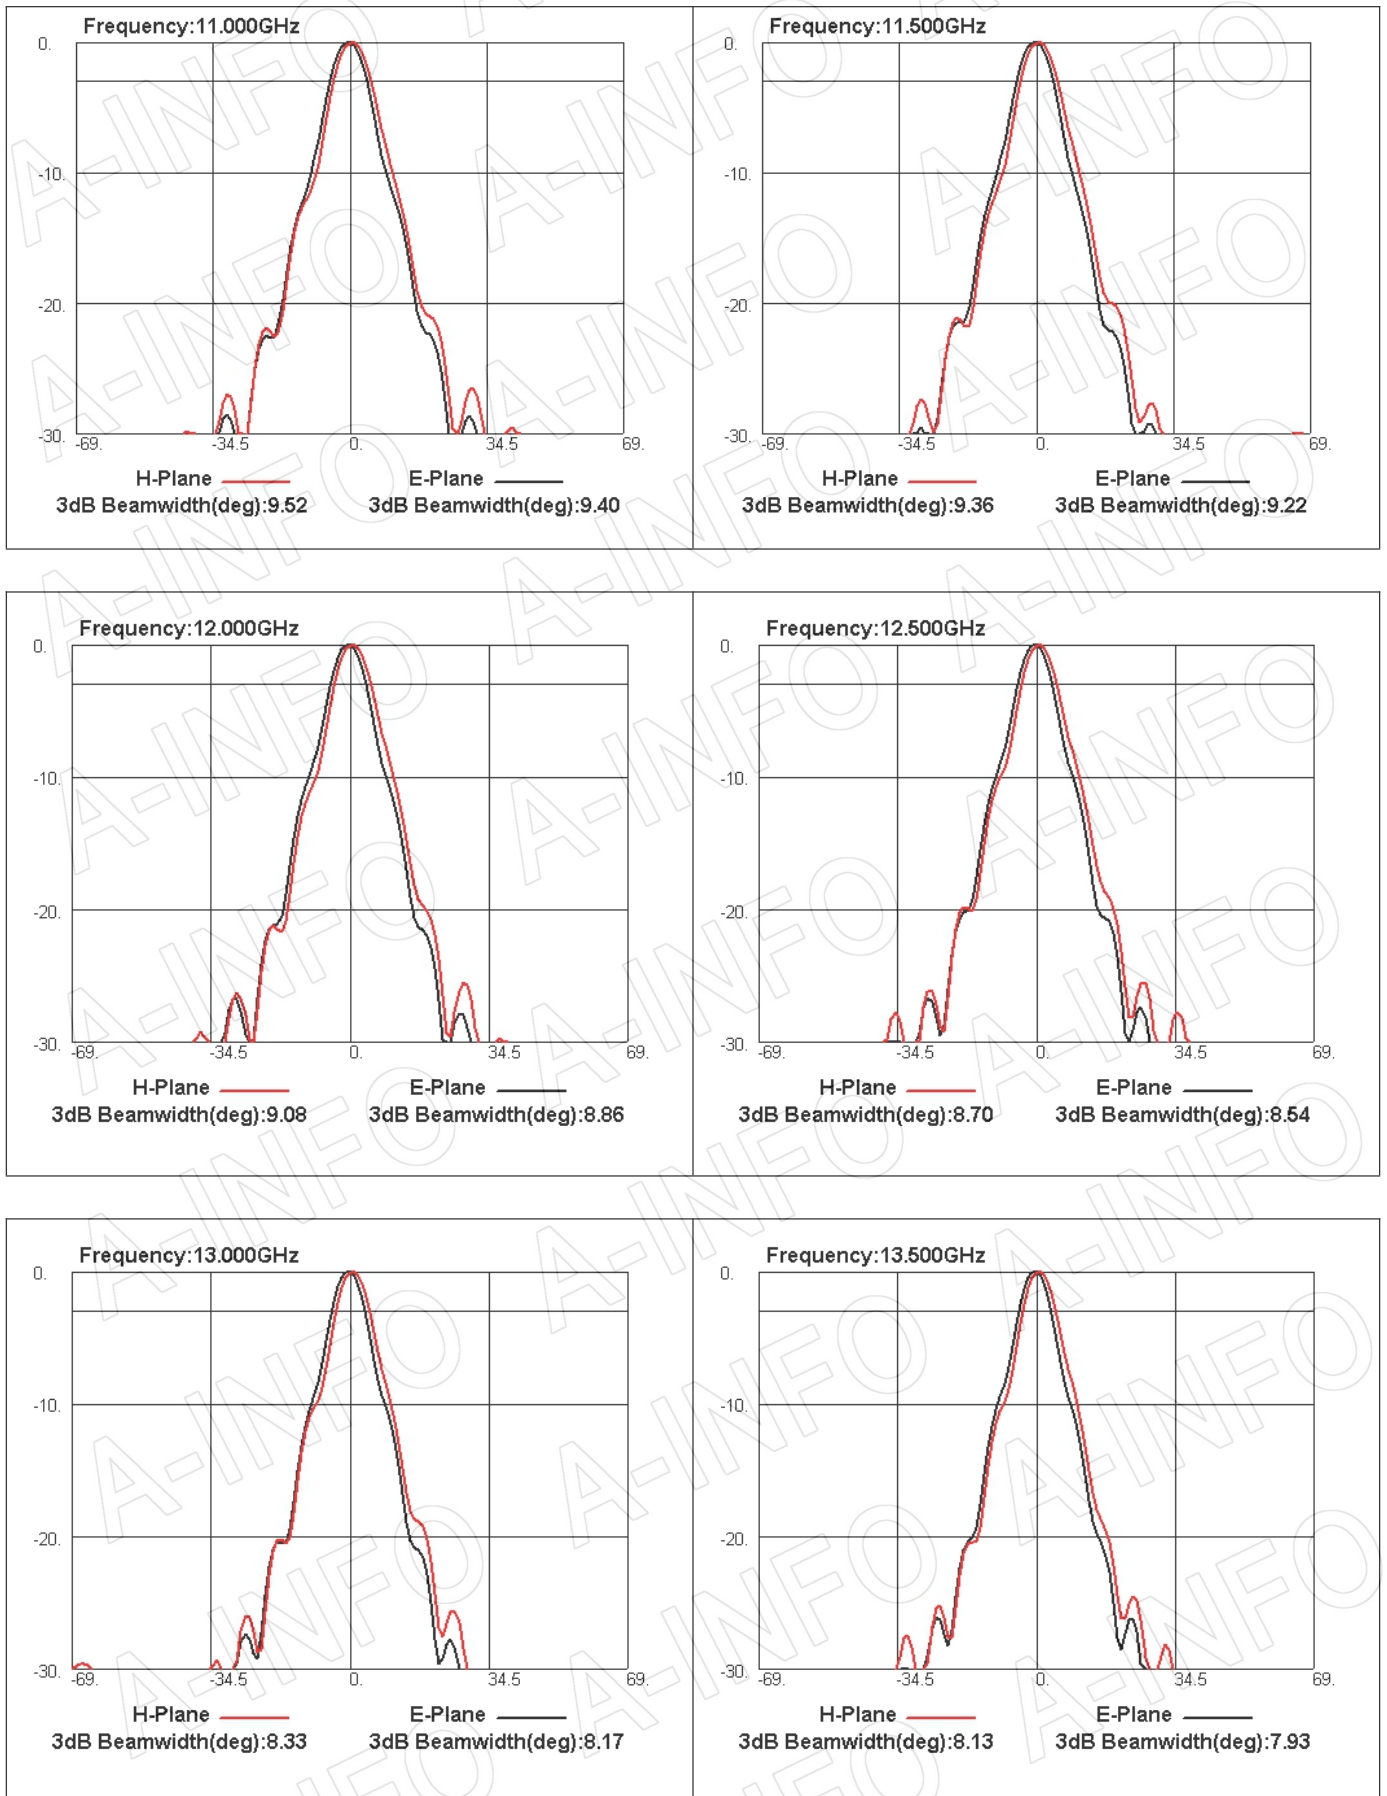 Frequency:11.000GHz
0.
-10.
-20.
-30.
-69. -34.5 0. 34.5 69.
H-Plane E-Plane
3dB Beamwidth(deg):9.52 3dB Beamwidth(deg):9.40
Frequency:11.500GHz
0.
-10.
-20.
-30.
-69. -34.5 0. 34.5 69.
H-Plane E-Plane
3dB Beamwidth(deg):9.36 3dB Beamwidth(deg):9.22
Frequency:12.000GHz
0.
-10.
-20.
-30.
-69. -34.5 0. 34.5 69.
H-Plane E-Plane
3dB Beamwidth(deg):9.08 3dB Beamwidth(deg):8.86
Frequency:12.500GHz
0.
-10.
-20.
-30.
-69. -34.5 0. 34.5 69.
H-Plane E-Plane
3dB Beamwidth(deg):8.70 3dB Beamwidth(deg):8.54
Frequency:13.000GHz
0.
-10.
-20.
-30.
-69. -34.5 0. 34.5 69.
H-Plane E-Plane
3dB Beamwidth(deg):8.33 3dB Beamwidth(deg):8.17
Frequency:13.500GHz
0.
-10.
-20.
-30.
-69. -34.5 0. 34.5 69.
H-Plane E-Plane
3dB Beamwidth(deg):8.13 3dB Beamwidth(deg):7.93
A-INFO